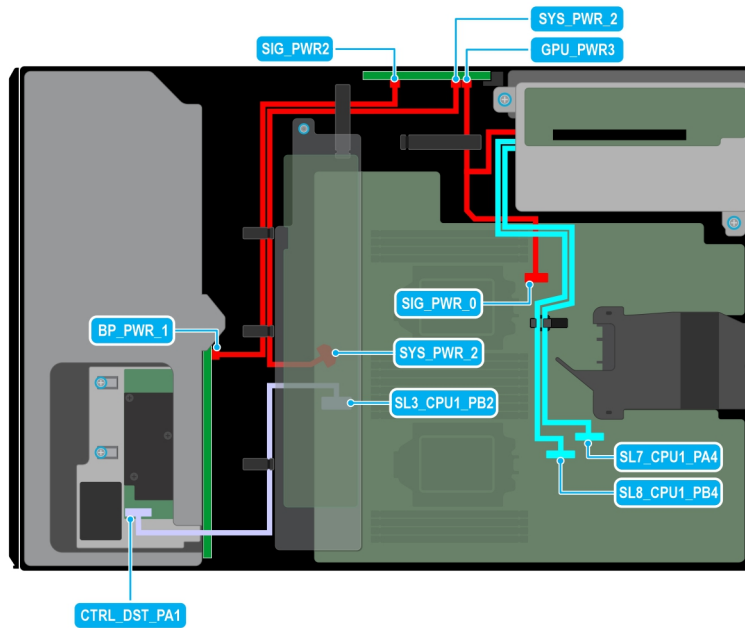 SYS_PWR_2
SIG_PWR2
GPU_PWR3
SIG_PWR_0
BP_PWR_1
SYS_PWR_2
SL3_CPU1_PB2
SL7_CPU1_PA4
SL8_CPU1_PB4
CTRL_DST_PA1